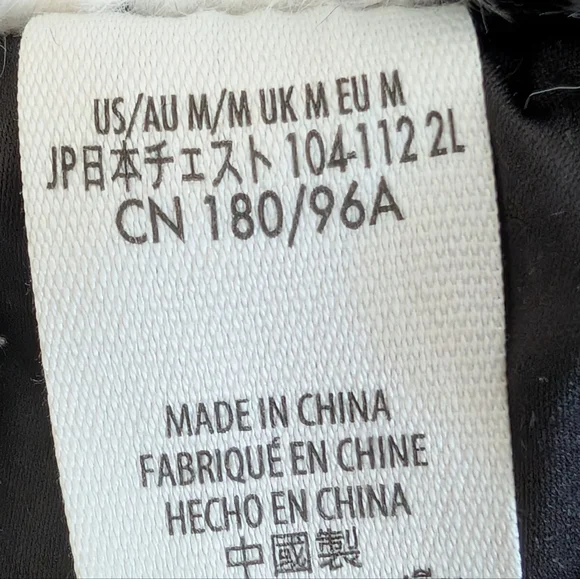 US/AU M/M UK M EU M
JP日本チェスト 104-112 2L
CN 180/96A
MADE IN CHINA
FABRIQUÉ EN CHINE
HECHO EN CHINA
中國製